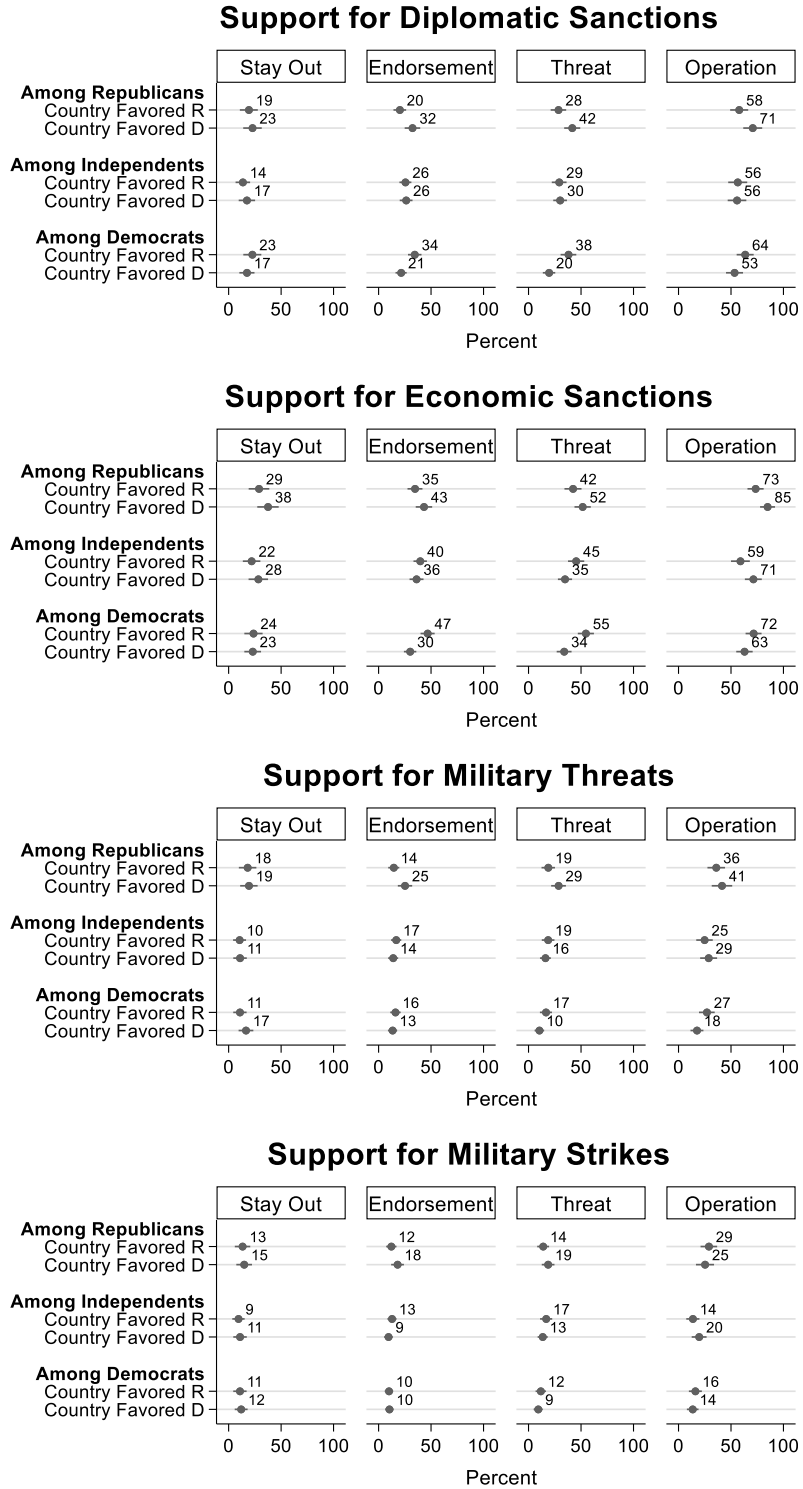 Support for Diplomatic Sanctions
Stay Out Endorsement Threat Operation
Among Republicans
Country Favored R 19 20 28 58
Country Favored D 23 32 42 71
Among Independents
Country Favored R 14 26 29 56
Country Favored D 17 26 30 56
Among Democrats
Country Favored R 23 34 38 64
Country Favored D 17 21 20 53
0 50 100 0 50 100 0 50 100 0 50 100
Percent
Support for Economic Sanctions
Stay Out Endorsement Threat Operation
Among Republicans
Country Favored R 29 35 42 73
Country Favored D 38 43 52 85
Among Independents
Country Favored R 22 40 45 59
Country Favored D 28 36 35 71
Among Democrats
Country Favored R 24 47 55 72
Country Favored D 23 30 34 63
0 50 100 0 50 100 0 50 100 0 50 100
Percent
Support for Military Threats
Stay Out Endorsement Threat Operation
Among Republicans
Country Favored R 18 14 19 36
Country Favored D 19 25 29 41
Among Independents
Country Favored R 10 17 19 25
Country Favored D 11 14 16 29
Among Democrats
Country Favored R 11 16 17 27
Country Favored D 17 13 10 18
0 50 100 0 50 100 0 50 100 0 50 100
Percent
Support for Military Strikes
Stay Out Endorsement Threat Operation
Among Republicans
Country Favored R 13 12 14 29
Country Favored D 15 18 19 25
Among Independents
Country Favored R 9 13 17 14
Country Favored D 11 9 13 20
Among Democrats
Country Favored R 11 10 12 16
Country Favored D 12 10 9 14
0 50 100 0 50 100 0 50 100 0 50 100
Percent